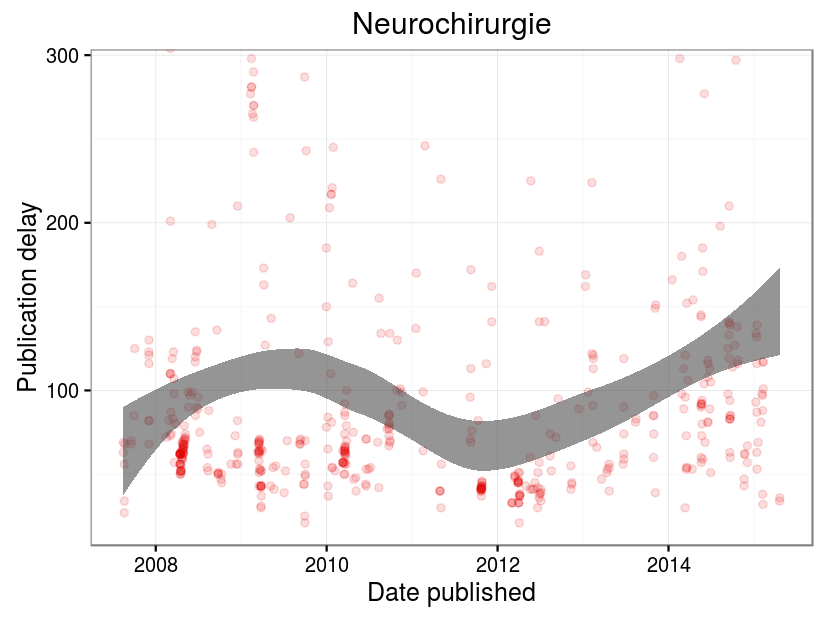 Neurochirurgie
300
200
100
Publication delay
2008 2010 2012 2014
Date published